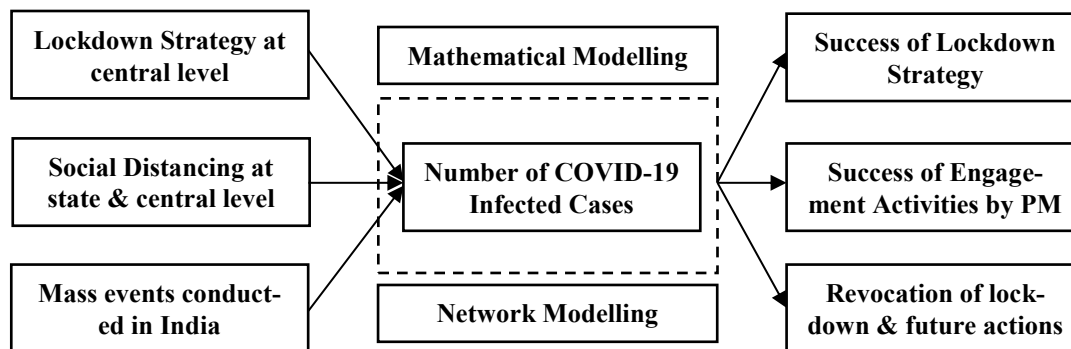 Lockdown Strategy at
central level
Social Distancing at
state & central level
Mass events conduct-
ed in India
Mathematical Modelling
Number of COVID-19
Infected Cases
Network Modelling
Success of Lockdown
Strategy
Success of Engage-
ment Activities by PM
Revocation of lock-
down & future actions